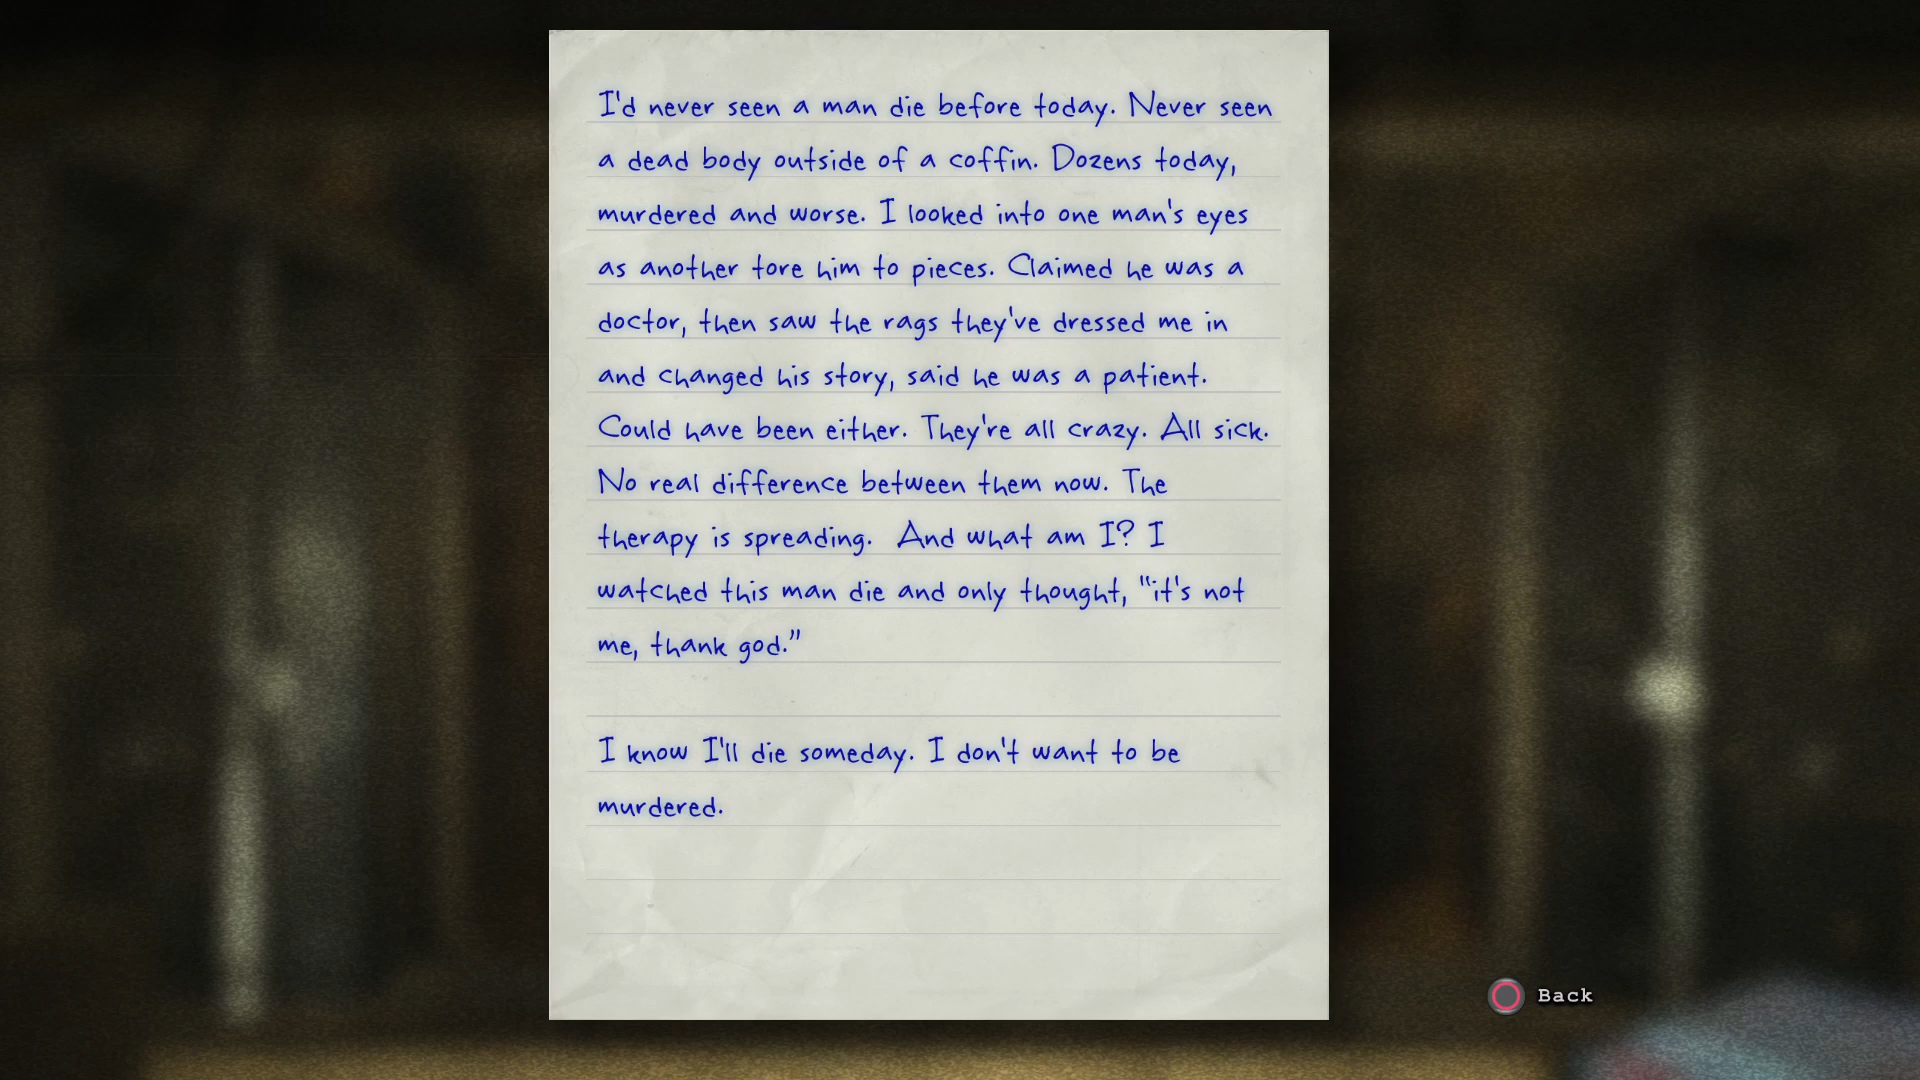 I'd never seen a man die before today. Never seen
a dead body outside of a coffin. Dozens today,
murdered and worse. I looked into one man's eyes
as another tore him to pieces. Claimed he was a
doctor, then saw the rags they've dressed me in
and changed his story, said he was a patient.
Could have been either. They're all crazy. All sick.
No real difference between them now. The
therapy is spreading.  And what am I? I
watched this man die and only thought, "it's not
me, thank god."
I know I'll die someday. I don't want to be
murdered.
Back